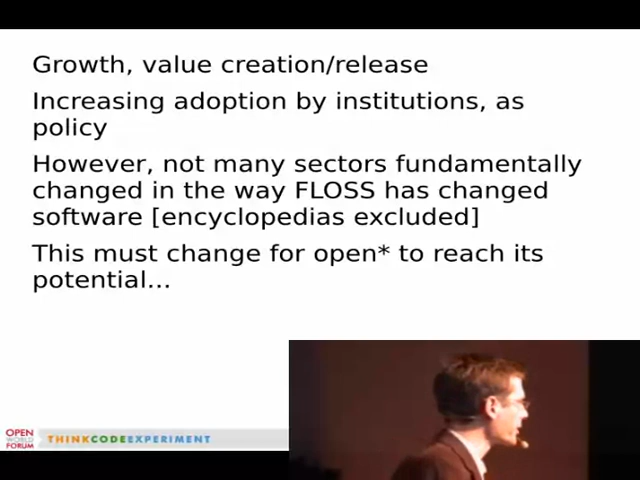 Growth, value creation/release
Increasing adoption by institutions, as
policy
However, not many sectors fundamentally
changed in the way FLOSS has changed
software [encyclopedias excluded]
This must change for open* to reach its
potential...
OPEN
WORLD
FORUM
THINKCODEEXPERIMENT